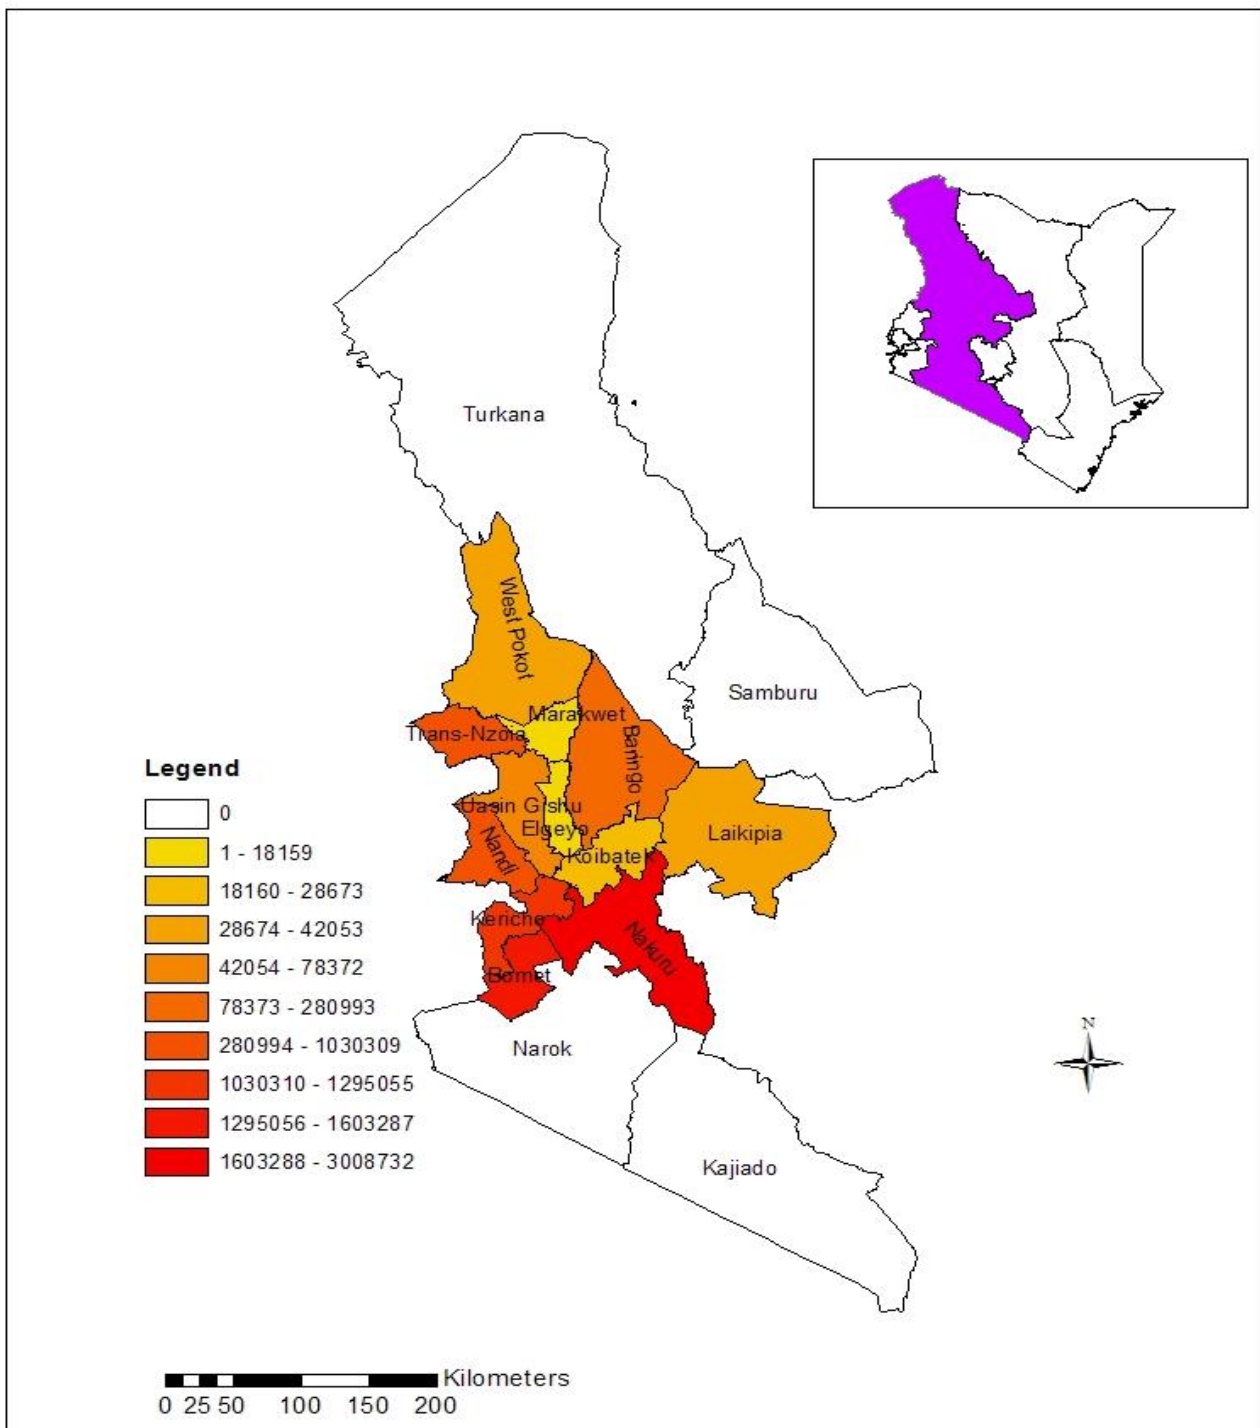 Turkana
West Pokot
Samburu
Marakwet
Trans-Nzoia
Baringo
Uasin G'shu
Elgeyo
Laikipia
Nandi
Koibatek
Kericho
Nakuru
Bomet
Narok
Kajiado
Legend
0
1 - 18159
18160 - 28673
28674 - 42053
42054 - 78372
78373 - 280993
280994 - 1030309
1030310 - 1295055
1295056 - 1603287
1603288 - 3008732
N
Kilometers
0 25 50 100 150 200